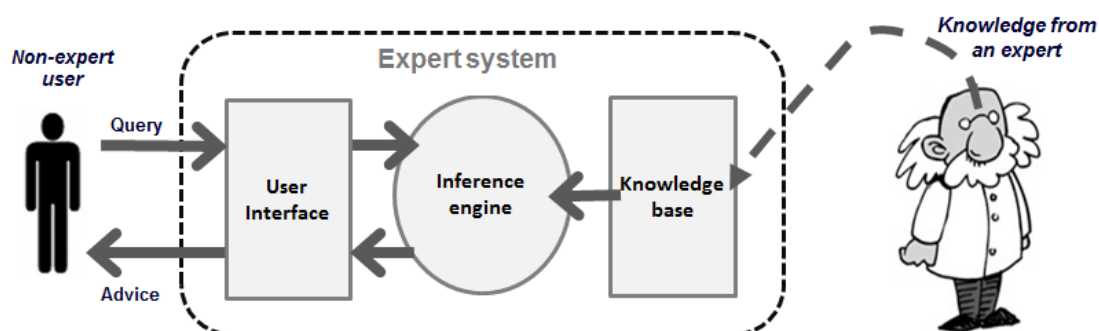 Knowledge from
an expert
Non-expert
user
Expert system
Query
User
Interface
Inference
engine
Knowledge
base
Advice